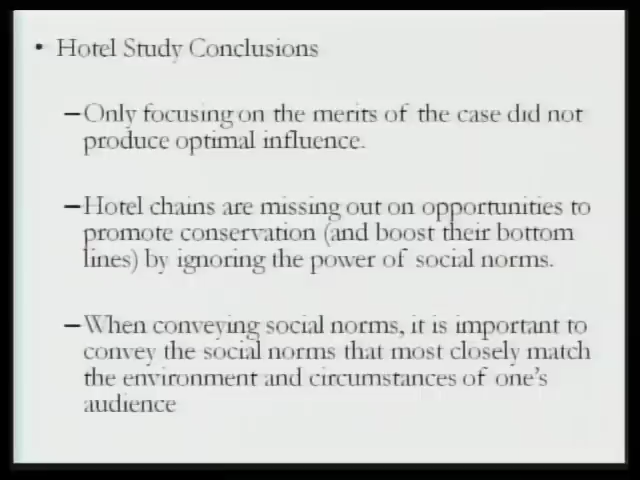 • Hotel Study Conclusions
–Only focusing on the merits of the case did not
produce optimal influence.
–Hotel chains are missing out on opportunities to
promote conservation (and boost their bottom
lines) by ignoring the power of social norms.
–When conveying social norms, it is important to
convey the social norms that most closely match
the environment and circumstances of one's
audience